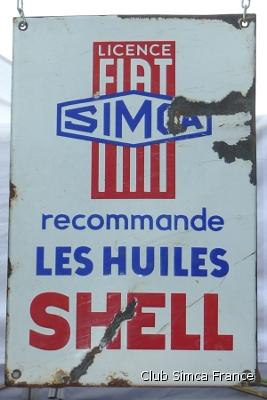 LICENCE
FIAT
SIMCA
recommande
LES HUILES
SHELL
Club Simca France